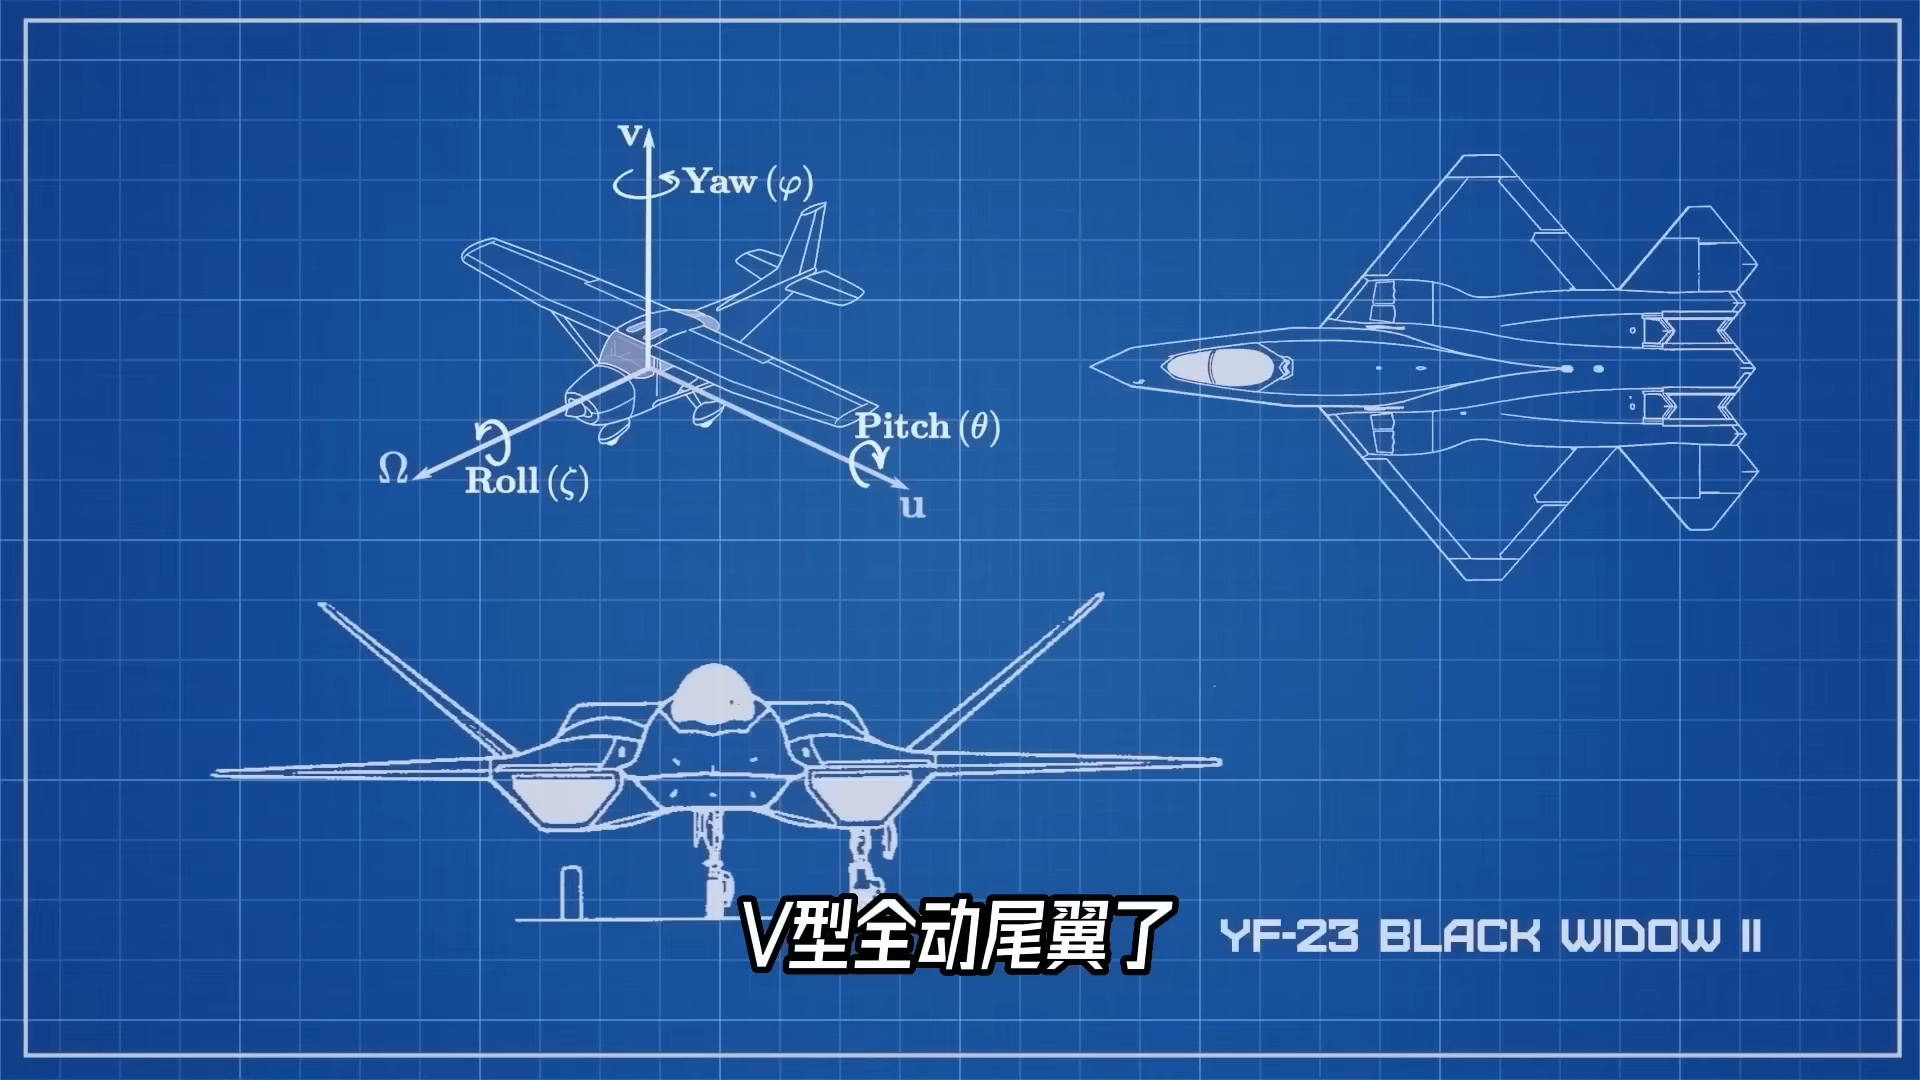 v
Yaw (φ)
Pitch (θ)
Ω
Roll (ζ)
u
V型全动尾翼了
YF-23 BLACK WIDOW II